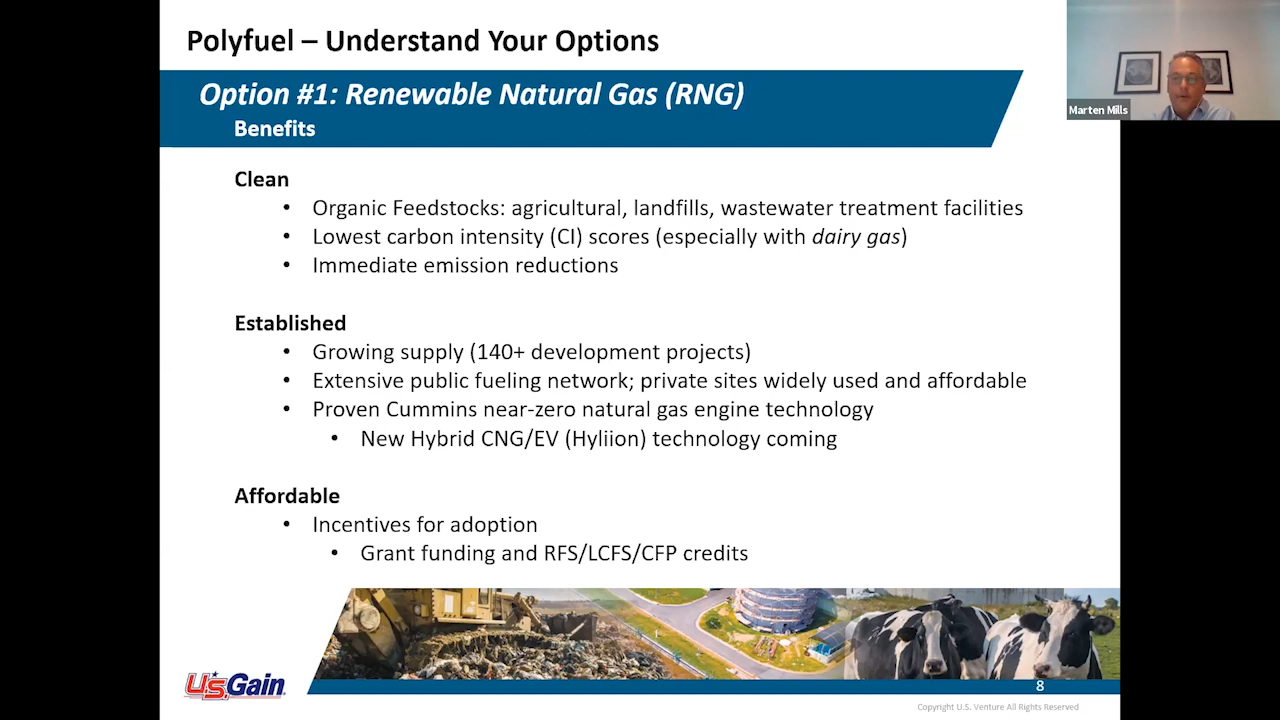 Polyfuel – Understand Your Options
Marten Mills
Option #1: Renewable Natural Gas (RNG)
Benefits
Clean
• Organic Feedstocks: agricultural, landfills, wastewater treatment facilities
• Lowest carbon intensity (CI) scores (especially with dairy gas)
• Immediate emission reductions
Established
• Growing supply (140+ development projects)
• Extensive public fueling network; private sites widely used and affordable
• Proven Cummins near-zero natural gas engine technology
• New Hybrid CNG/EV (Hyliion) technology coming
Affordable
• Incentives for adoption
• Grant funding and RFS/LCFS/CFP credits
U.S. Gain
8
Copyright U.S. Venture All Rights Reserved